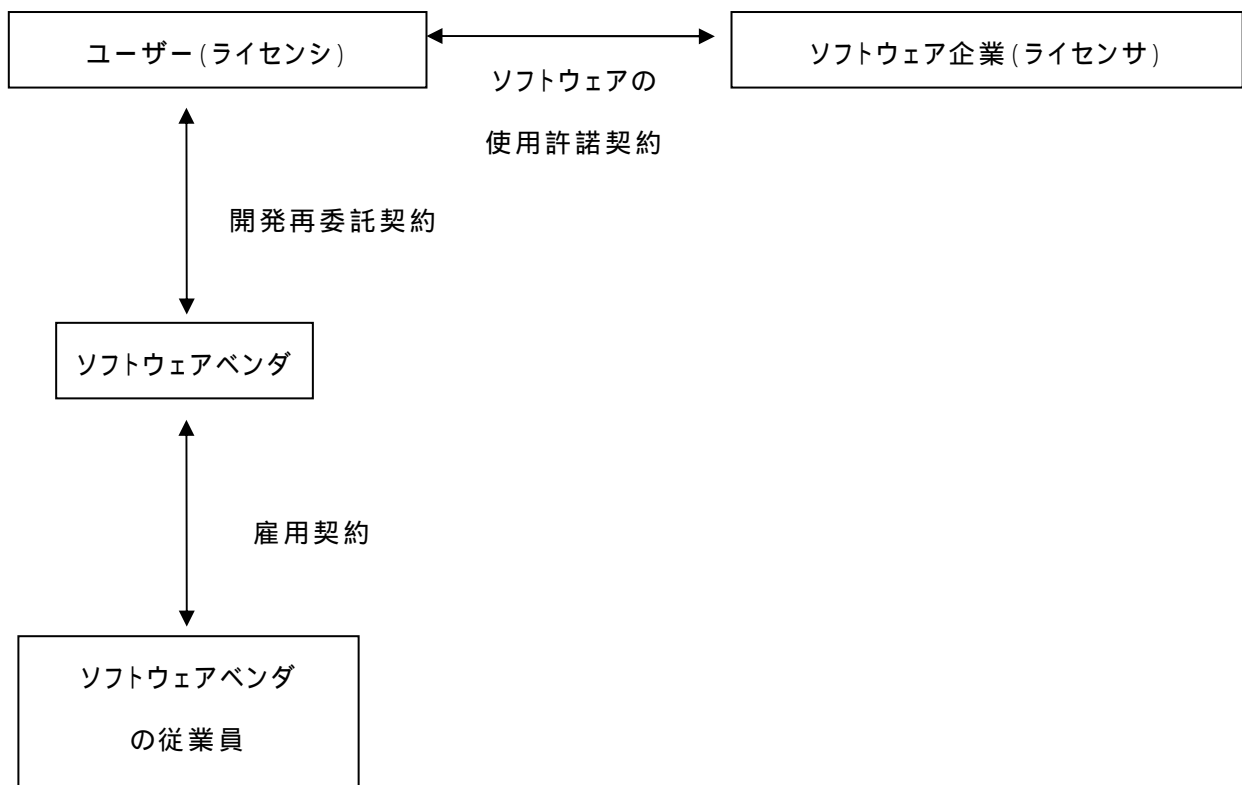 ユーザー(ライセンシ)
ソフトウェア企業(ライセンサ)
ソフトウェアの
使用許諾契約
開発再委託契約
ソフトウェアベンダ
雇用契約
ソフトウェアベンダ
の従業員